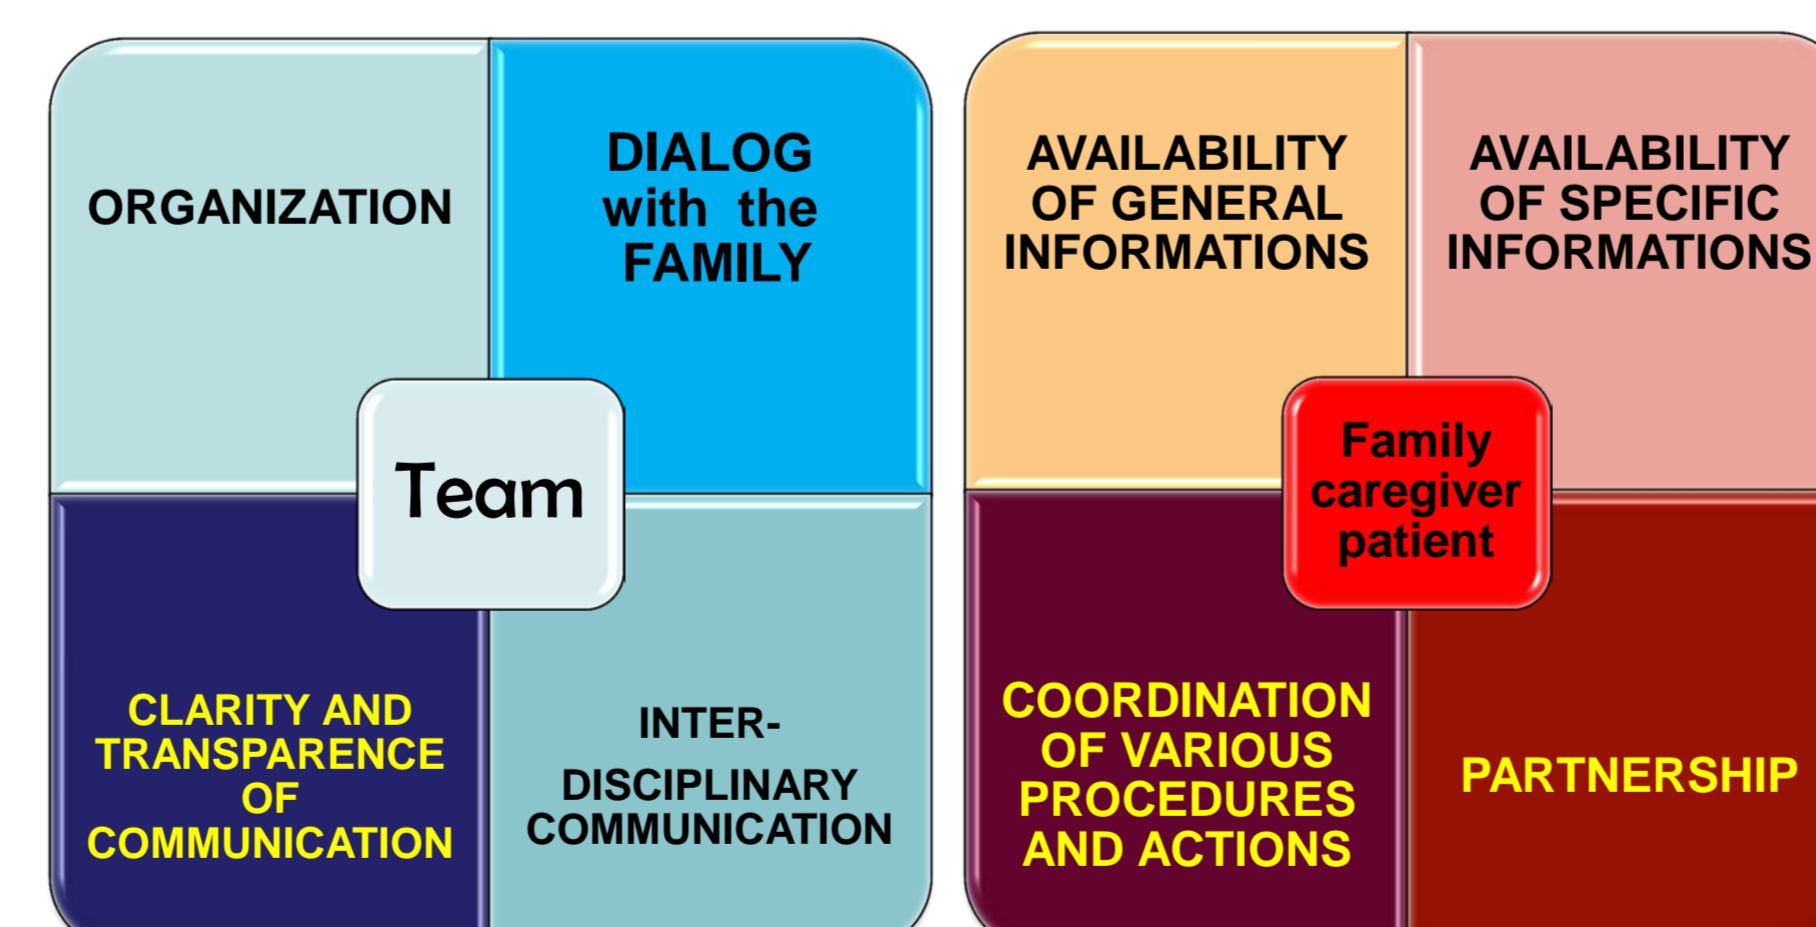 ORGANIZATION
DIALOG
with the
FAMILY
Team
CLARITY AND
TRANSPARENCE
OF
COMMUNICATION
INTER-
DISCIPLINARY
COMMUNICATION
AVAILABILITY
OF GENERAL
INFORMATIONS
AVAILABILITY
OF SPECIFIC
INFORMATIONS
Family
caregiver
patient
COORDINATION
OF VARIOUS
PROCEDURES
AND ACTIONS
PARTNERSHIP